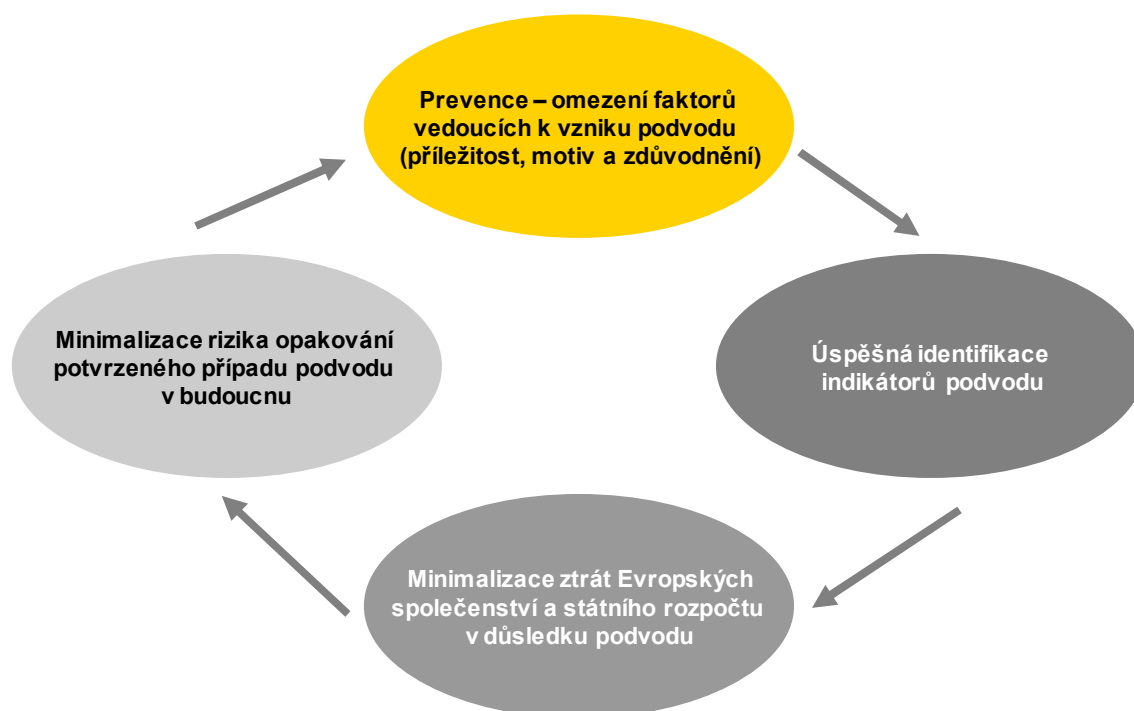 Prevence – omezení faktorů
vedoucích k vzniku podvodu
(příležitost, motiv a zdůvodnění)
Úspěšná identifikace
indikátorů podvodu
Minimalizace ztrát Evropských
společenství a státního rozpočtu
v důsledku podvodu
Minimalizace rizika opakování
potvrzeného případu podvodu
v budoucnu